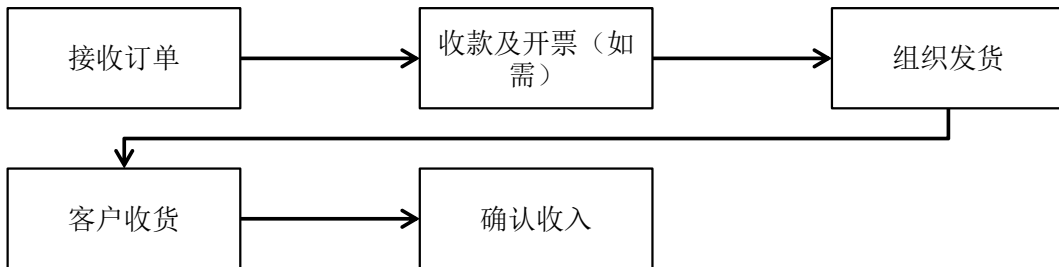 接收订单
收款及开票（如
需）
组织发货
客户收货
确认收入